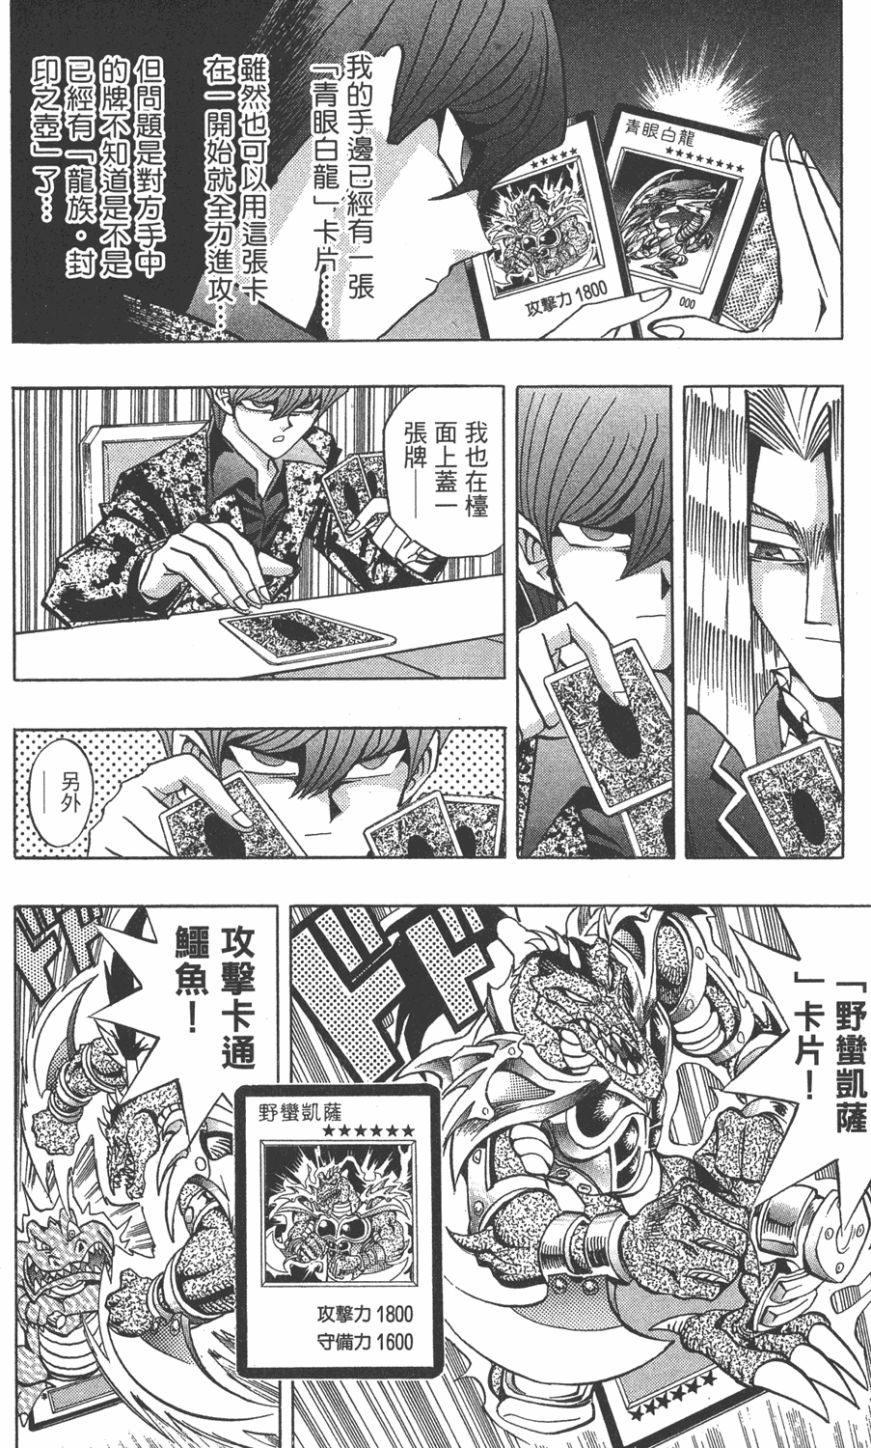 我的手邊已經有一張
「青眼白龍」卡片……
雖然也可以用這張卡
在一開始就全力進攻…
但問題是對方手中
的牌不知道是不是
已經有「龍族·封
印之壺」了…
青眼白龍
000
攻擊力 1800
我也在檯
面上蓋一
張牌——
另外
——
「野蠻凱薩
」卡片！
ドドド
野蠻凱薩
攻擊力 1800
守備力 1600
攻擊卡通
鱷魚！
ドド